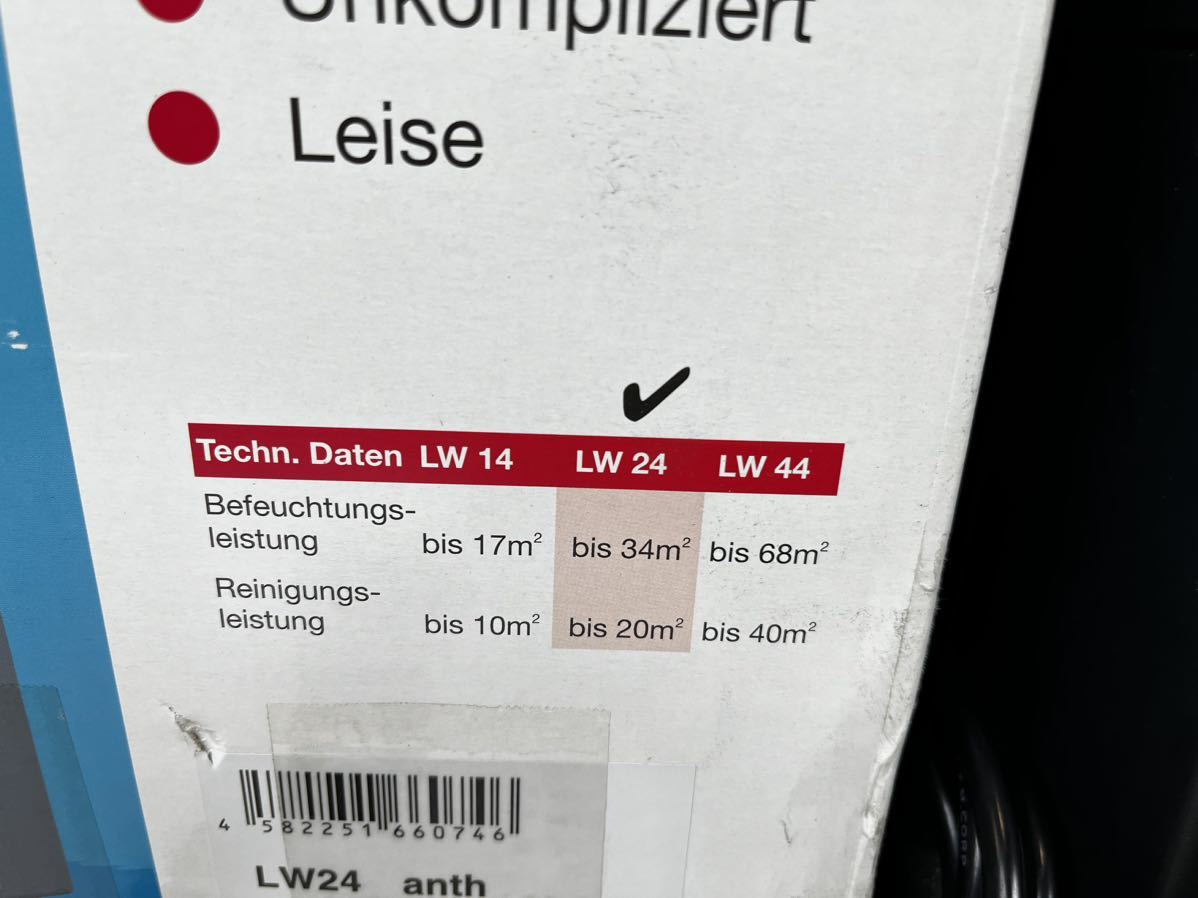 Unkompliziert
Leise
✔
Techn. Daten LW 14 LW 24 LW 44
Befeuchtungs-
leistung bis 17m² bis 34m² bis 68m²
Reinigungs-
leistung bis 10m² bis 20m² bis 40m²
4 582251 660746
LW24 anth